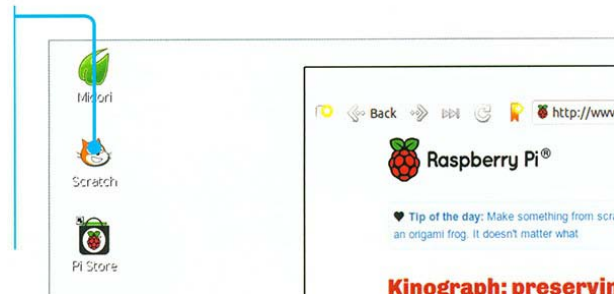 Midori
Scratch
Pi Store
Back
http://www
Raspberry Pi®
Tip of the day: Make something from scra
an origami frog. It doesn't matter what
Kinograph: preservin